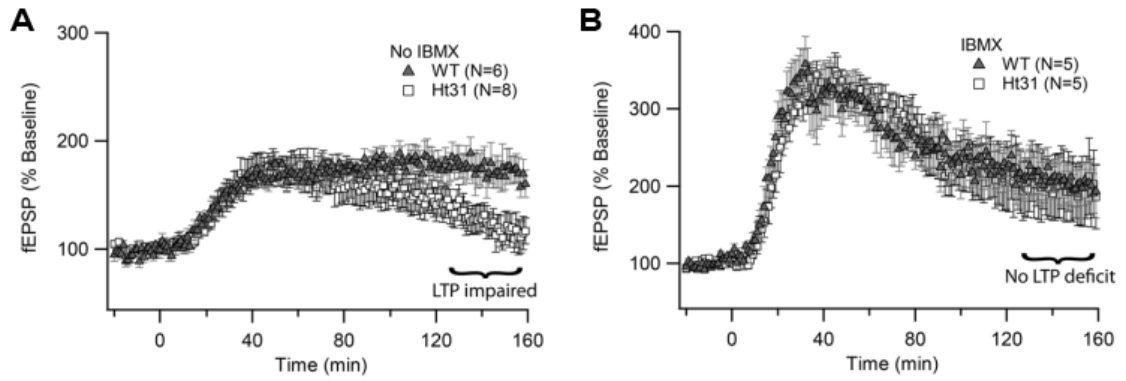 A
300
200
100
fEPSP (% Baseline)
No IBMX
WT (N=6)
Ht31 (N=8)
LTP impaired
0
40
80
120
160
Time (min)
B
400
300
200
100
fEPSP (% Baseline)
IBMX
WT (N=5)
Ht31 (N=5)
No LTP deficit
0
40
80
120
160
Time (min)